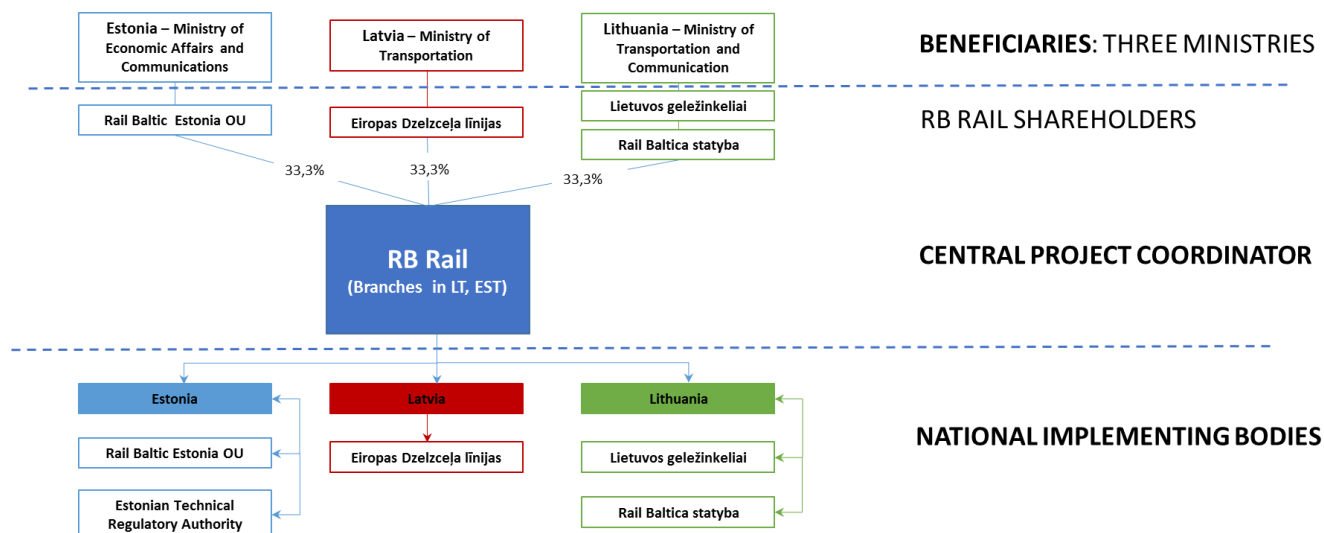 Estonia – Ministry of
Economic Affairs and
Communications
Latvia – Ministry of
Transportation
Lithuania – Ministry of
Transportation and
Communication
BENEFICIARIES: THREE MINISTRIES
Rail Baltic Estonia OU
Eiropas Dzelzceļa līnijas
Lietuvos geležinkeliai
Rail Baltica statyba
RB RAIL SHAREHOLDERS
33,3%
33,3%
33,3%
RB Rail
(Branches in LT, EST)
CENTRAL PROJECT COORDINATOR
Estonia
Latvia
Lithuania
NATIONAL IMPLEMENTING BODIES
Rail Baltic Estonia OU
Eiropas Dzelzceļa līnijas
Lietuvos geležinkeliai
Estonian Technical
Regulatory Authority
Rail Baltica statyba